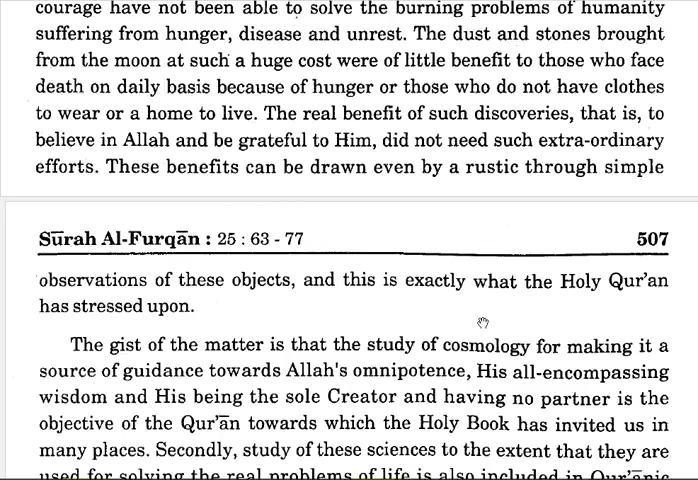 courage have not been able to solve the burning problems of humanity
suffering from hunger, disease and unrest. The dust and stones brought
from the moon at such a huge cost were of little benefit to those who face
death on daily basis because of hunger or those who do not have clothes
to wear or a home to live. The real benefit of such discoveries, that is, to
believe in Allah and be grateful to Him, did not need such extra-ordinary
efforts. These benefits can be drawn even by a rustic through simple
Sūrah Al-Furqān : 25 : 63 - 77 507
observations of these objects, and this is exactly what the Holy Qur'an
has stressed upon.
The gist of the matter is that the study of cosmology for making it a
source of guidance towards Allah's omnipotence, His all-encompassing
wisdom and His being the sole Creator and having no partner is the
objective of the Qur'ān towards which the Holy Book has invited us in
many places. Secondly, study of these sciences to the extent that they are
used for solving the real problems of life is also included in Qur'ānic